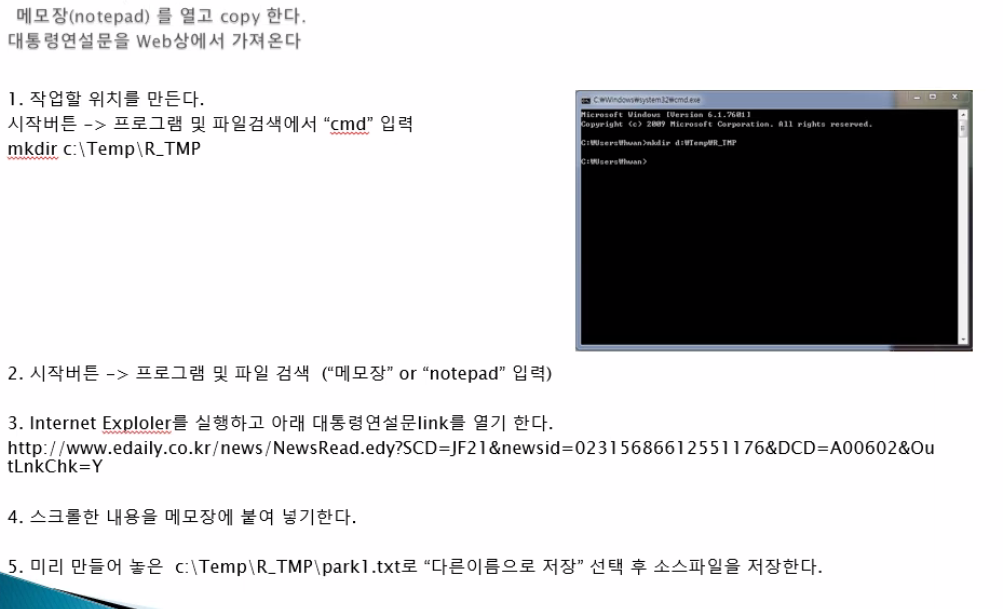 메모장(notepad) 를 열고 copy 한다.
대통령연설문을 Web상에서 가져온다
1. 작업할 위치를 만든다.
시작버튼 -> 프로그램 및 파일검색에서 “cmd” 입력
mkdir c:\Temp\R_TMP
C:₩Windows₩system32₩cmd.exe
Microsoft Windows [Version 6.1.7601]
Copyright (c) 2009 Microsoft Corporation. All rights reserved.
C:₩Users₩hwan>mkdir d:₩Temp₩R_TMP
C:₩Users₩hwan>
2. 시작버튼 -> 프로그램 및 파일 검색 (“메모장” or “notepad” 입력)
3. Internet Exploler를 실행하고 아래 대통령연설문link를 열기 한다.
http://www.edaily.co.kr/news/NewsRead.edy?SCD=JF21&newsid=02315686612551176&DCD=A00602&Ou
tLnkChk=Y
4. 스크롤한 내용을 메모장에 붙여 넣기한다.
5. 미리 만들어 놓은 c:\Temp\R_TMP\park1.txt로 “다른이름으로 저장” 선택 후 소스파일을 저장한다.